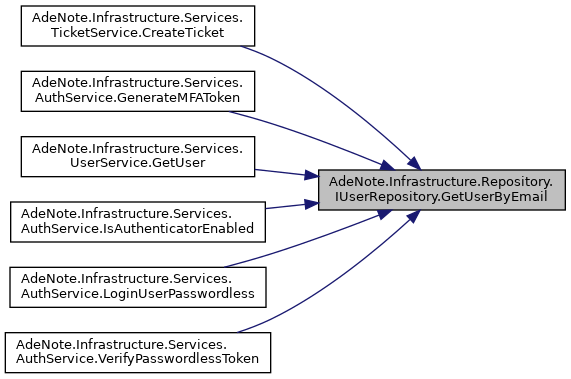 AdeNote.Infrastructure.Services.
TicketService.CreateTicket
AdeNote.Infrastructure.Services.
AuthService.GenerateMFAToken
AdeNote.Infrastructure.Services.
UserService.GetUser
AdeNote.Infrastructure.Repository.
IUserRepository.GetUserByEmail
AdeNote.Infrastructure.Services.
AuthService.IsAuthenticatorEnabled
AdeNote.Infrastructure.Services.
AuthService.LoginUserPasswordless
AdeNote.Infrastructure.Services.
AuthService.VerifyPasswordlessToken